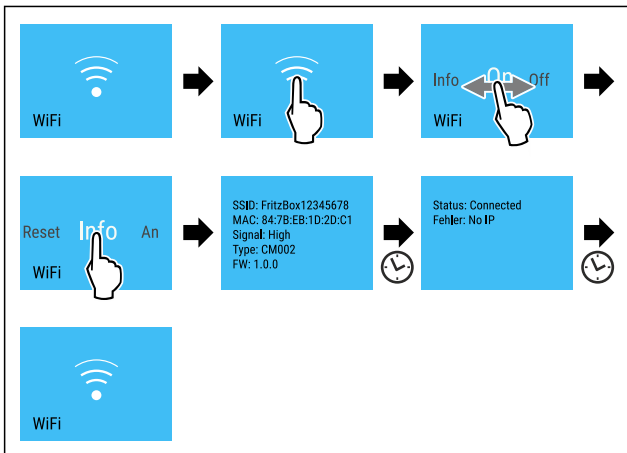 WiFi
WiFi
Info On Off
WiFi
Reset Info An
WiFi
SSID: FritzBox12345678
MAC: 84:7B:EB:1D:2D:C1
Signal: High
Type: CM002
FW: 1.0.0
Status: Connected
Fehler: No IP
WiFi